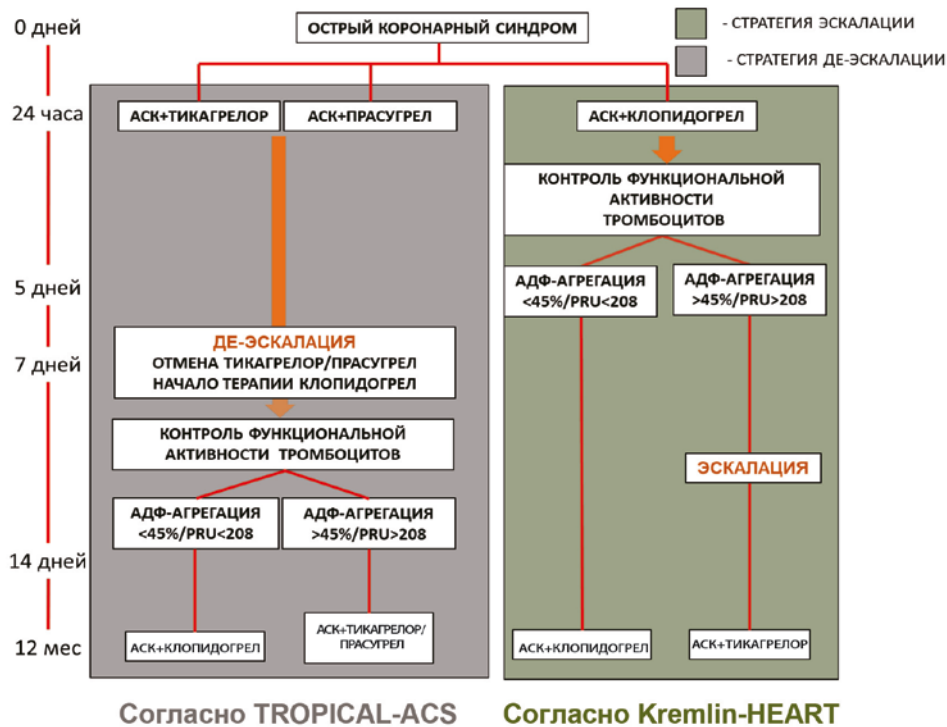 0 дней
ОСТРЫЙ КОРОНАРНЫЙ СИНДРОМ
- СТРАТЕГИЯ ЭСКАЛАЦИИ
- СТРАТЕГИЯ ДЕ-ЭСКАЛАЦИИ
24 часа
АСК+ТИКАГРЕЛОР
АСК+ПРАСУГРЕЛ
АСК+КЛОПИДОГРЕЛ
КОНТРОЛЬ ФУНКЦИОНАЛЬНОЙ
АКТИВНОСТИ
ТРОМБОЦИТОВ
5 дней
АДФ-АГРЕГАЦИЯ
<45%/PRU<208
АДФ-АГРЕГАЦИЯ
>45%/PRU>208
7 дней
ДЕ-ЭСКАЛАЦИЯ
ОТМЕНА ТИКАГРЕЛОР/ПРАСУГРЕЛ
НАЧАЛО ТЕРАПИИ КЛОПИДОГРЕЛ
КОНТРОЛЬ ФУНКЦИОНАЛЬНОЙ
АКТИВНОСТИ ТРОМБОЦИТОВ
ЭСКАЛАЦИЯ
АДФ-АГРЕГАЦИЯ
<45%/PRU<208
АДФ-АГРЕГАЦИЯ
>45%/PRU>208
14 дней
12 мес
АСК+КЛОПИДОГРЕЛ
АСК+ТИКАГРЕЛОР/
ПРАСУГРЕЛ
АСК+КЛОПИДОГРЕЛ
АСК+ТИКАГРЕЛОР
Согласно TROPICAL-ACS
Согласно Kremlin-HEART